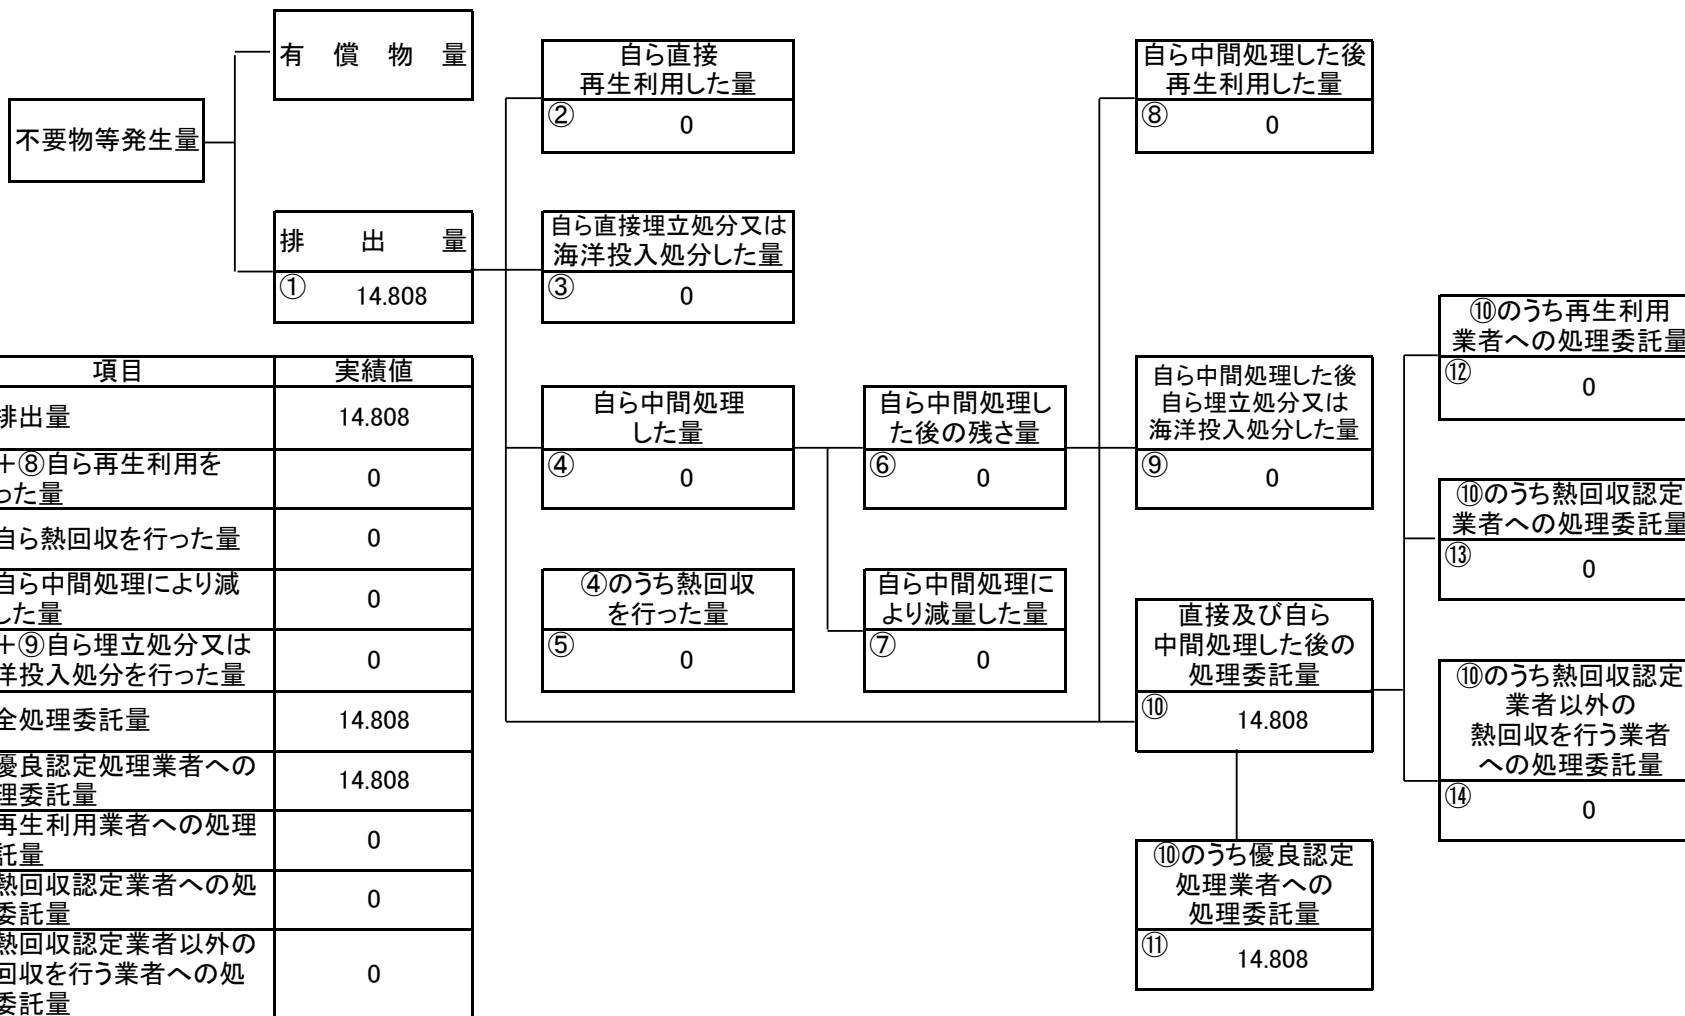 有償物量
不要物等発生量
排出量
① 14.808
自ら直接
再生利用した量
② 0
自ら直接埋立処分又は
海洋投入処分した量
③ 0
自ら中間処理
した量
④ 0
④のうち熱回収
を行った量
⑤ 0
自ら中間処理し
た後の残さ量
⑥ 0
自ら中間処理に
より減量した量
⑦ 0
自ら中間処理した後
再生利用した量
⑧ 0
自ら中間処理した後
自ら埋立処分又は
海洋投入処分した量
⑨ 0
直接及び自ら
中間処理した後の
処理委託量
⑩ 14.808
⑩のうち優良認定
処理業者への
処理委託量
⑪ 14.808
⑩のうち再生利用
業者への処理委託量
⑫ 0
⑩のうち熱回収認定
業者への処理委託量
⑬ 0
⑩のうち熱回収認定
業者以外の
熱回収を行う業者
への処理委託量
⑭ 0
項目 実績値
排出量 14.808
+⑧自ら再生利用を
った量 0
自ら熱回収を行った量 0
自ら中間処理により減
した量 0
+⑨自ら埋立処分又は
洋投入処分を行った量 0
全処理委託量 14.808
優良認定処理業者への
理委託量 14.808
再生利用業者への処理
託量 0
熱回収認定業者への処
委託量 0
熱回収認定業者以外の
回収を行う業者への処
委託量 0